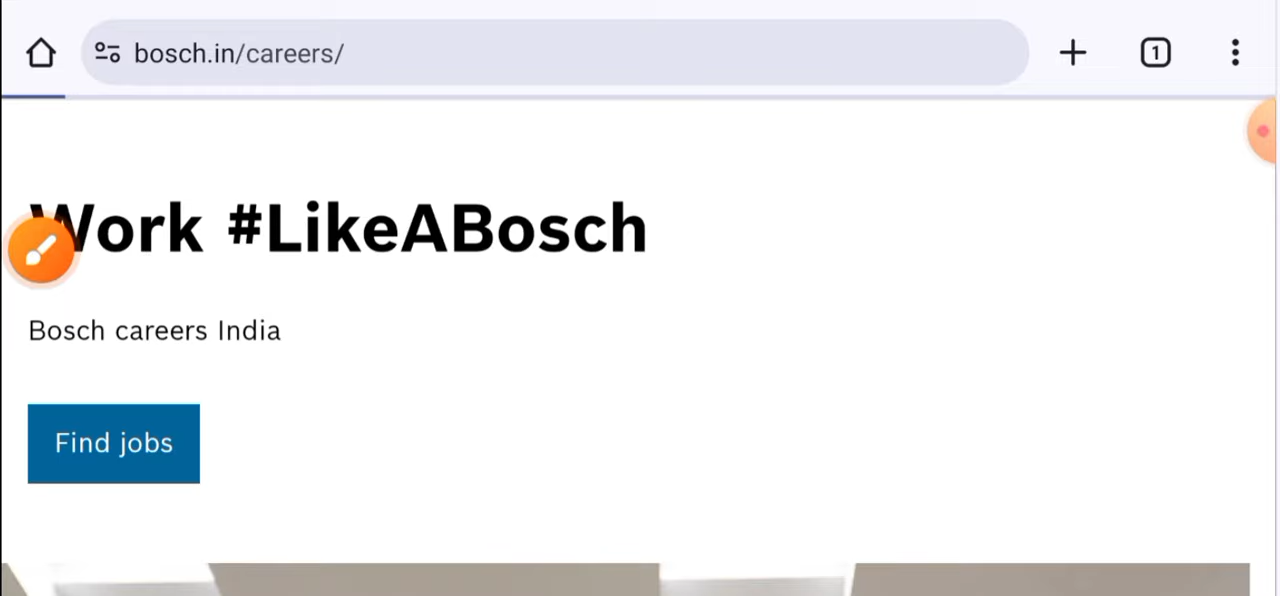 bosch.in/careers/
1
Work #LikeABosch
Bosch careers India
Find jobs